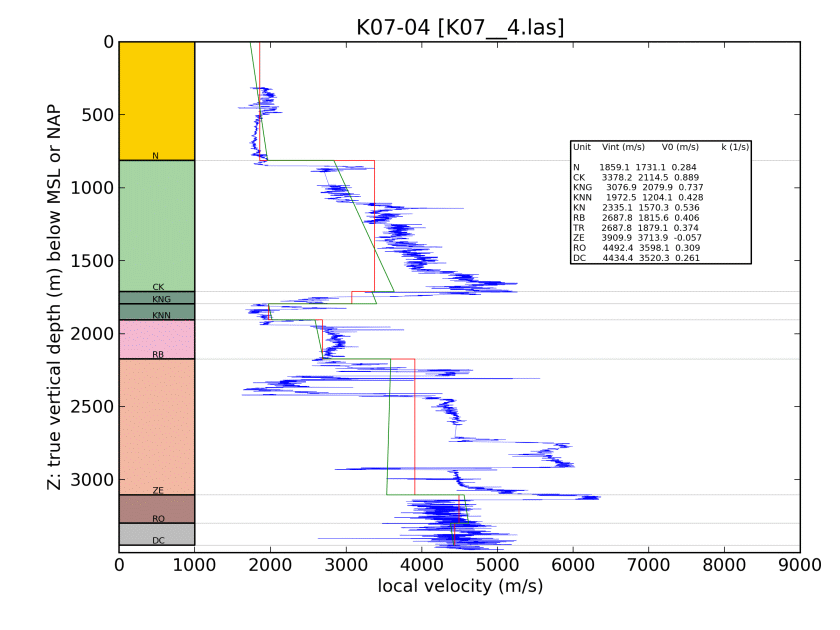 K07-04 [K07__4.las]
0
500
1000
1500
2000
2500
3000
Z: true vertical depth (m) below MSL or NAP
N
CK
KNG
KNN
RB
ZE
RO
DC
Unit Vint (m/s) V0 (m/s) k (1/s)
N 1859.1 1731.1 0.284
CK 3378.2 2114.5 0.889
KNG 3076.9 2079.9 0.737
KNN 1972.5 1204.1 0.428
KN 2335.1 1570.3 0.536
RB 2687.8 1815.6 0.406
TR 2687.8 1879.1 0.374
ZE 3909.9 3713.9 -0.057
RO 4492.4 3598.1 0.309
DC 4434.4 3520.3 0.261
0 1000 2000 3000 4000 5000 6000 7000 8000 9000
local velocity (m/s)